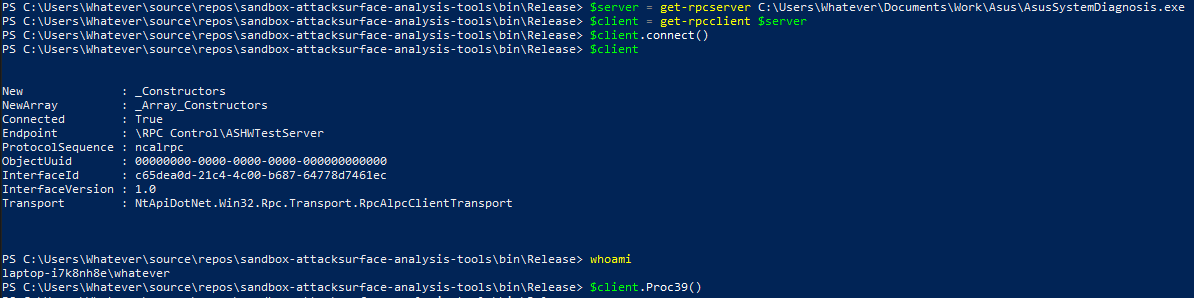 PS C:\Users\Whatever\source\repos\sandbox-attacksurface-analysis-tools\bin\Release> $server = get-rpcserver C:\Users\Whatever\Documents\Work\Asus\AsusSystemDiagnosis.exe
PS C:\Users\Whatever\source\repos\sandbox-attacksurface-analysis-tools\bin\Release> $client = get-rpcclient $server
PS C:\Users\Whatever\source\repos\sandbox-attacksurface-analysis-tools\bin\Release> $client.connect()
PS C:\Users\Whatever\source\repos\sandbox-attacksurface-analysis-tools\bin\Release> $client
New : _Constructors
NewArray : _Array_Constructors
Connected : True
Endpoint : \RPC Control\ASHWTestServer
ProtocolSequence : ncalrpc
ObjectUuid : 00000000-0000-0000-0000-000000000000
InterfaceId : c65dea0d-21c4-4c00-b687-64778d7461ec
InterfaceVersion : 1.0
Transport : NtApiDotNet.Win32.Rpc.Transport.RpcAlpcClientTransport
PS C:\Users\Whatever\source\repos\sandbox-attacksurface-analysis-tools\bin\Release> whoami
laptop-i7k8nh8e\whatever
PS C:\Users\Whatever\source\repos\sandbox-attacksurface-analysis-tools\bin\Release> $client.Proc39()